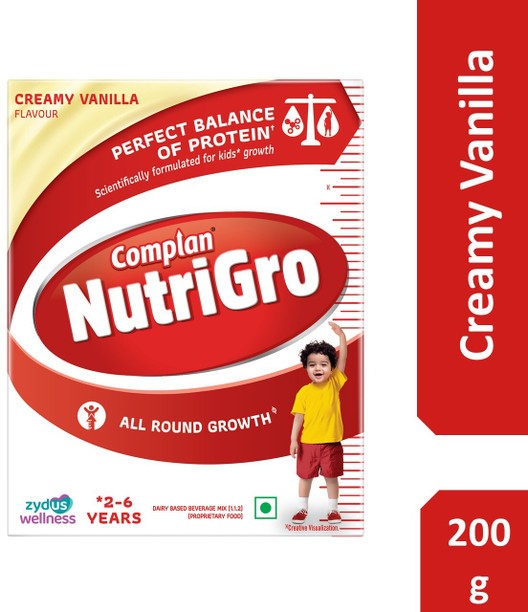 CREAMY VANILLA
FLAVOUR
PERFECT BALANCE
OF PROTEIN†
Scientifically formulated for kids* growth
Complan®
NutriGro
ALL ROUND GROWTH◊
zydus
wellness
*2-6
YEARS
DAIRY BASED BEVERAGE MIX (1.1.2)
(PROPRIETARY FOOD)
#Creative Visualization.
Creamy Vanilla
200
g